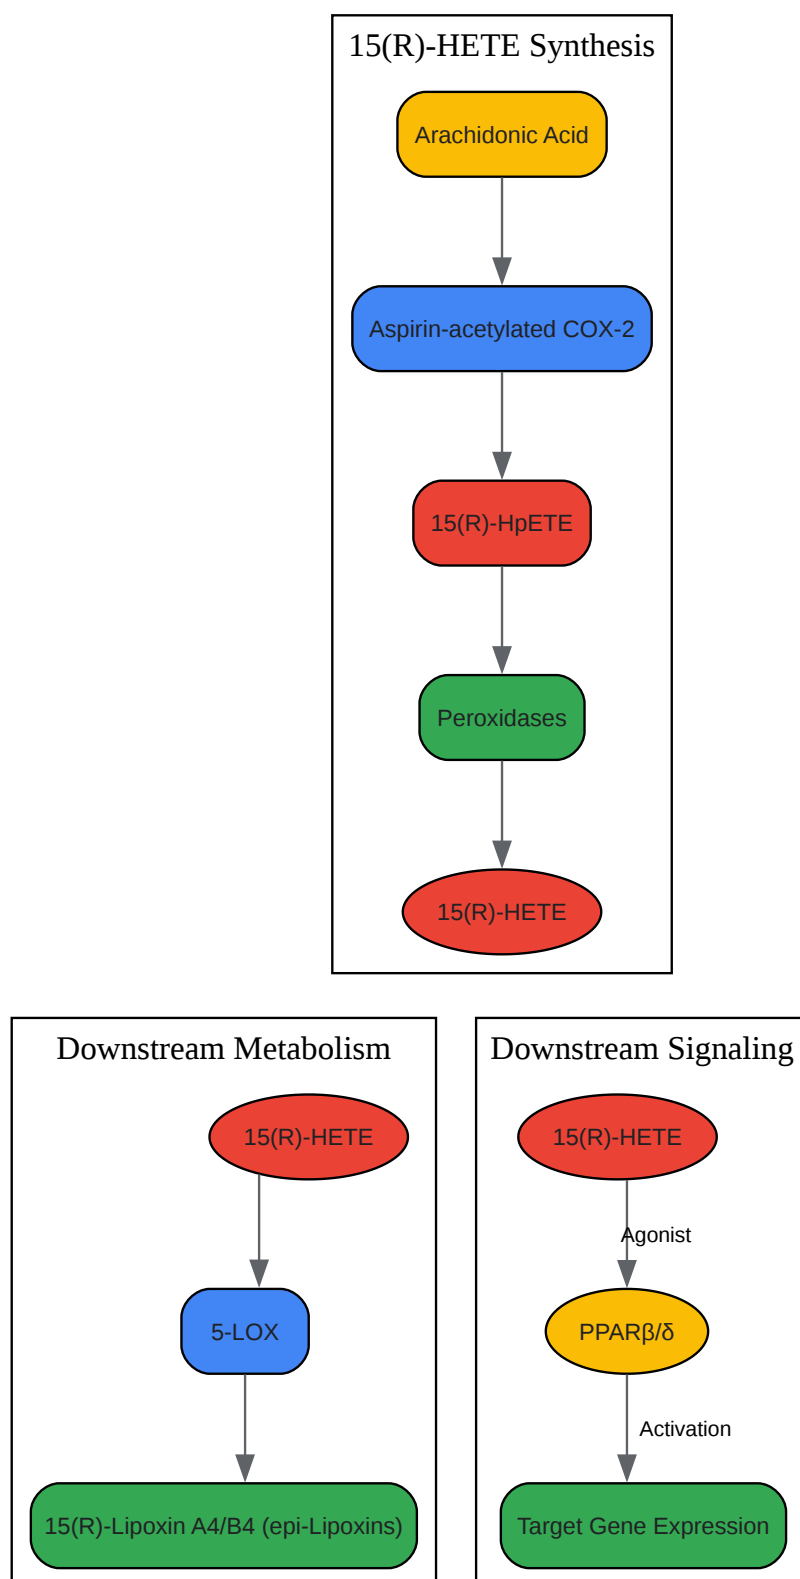 15(R)-HETE Synthesis
Arachidonic Acid
Aspirin-acetylated COX-2
15(R)-HpETE
Peroxidases
15(R)-HETE
Downstream Metabolism
15(R)-HETE
5-LOX
15(R)-Lipoxin A4/B4 (epi-Lipoxins)
Downstream Signaling
15(R)-HETE
Agonist
PPARβ/δ
Activation
Target Gene Expression